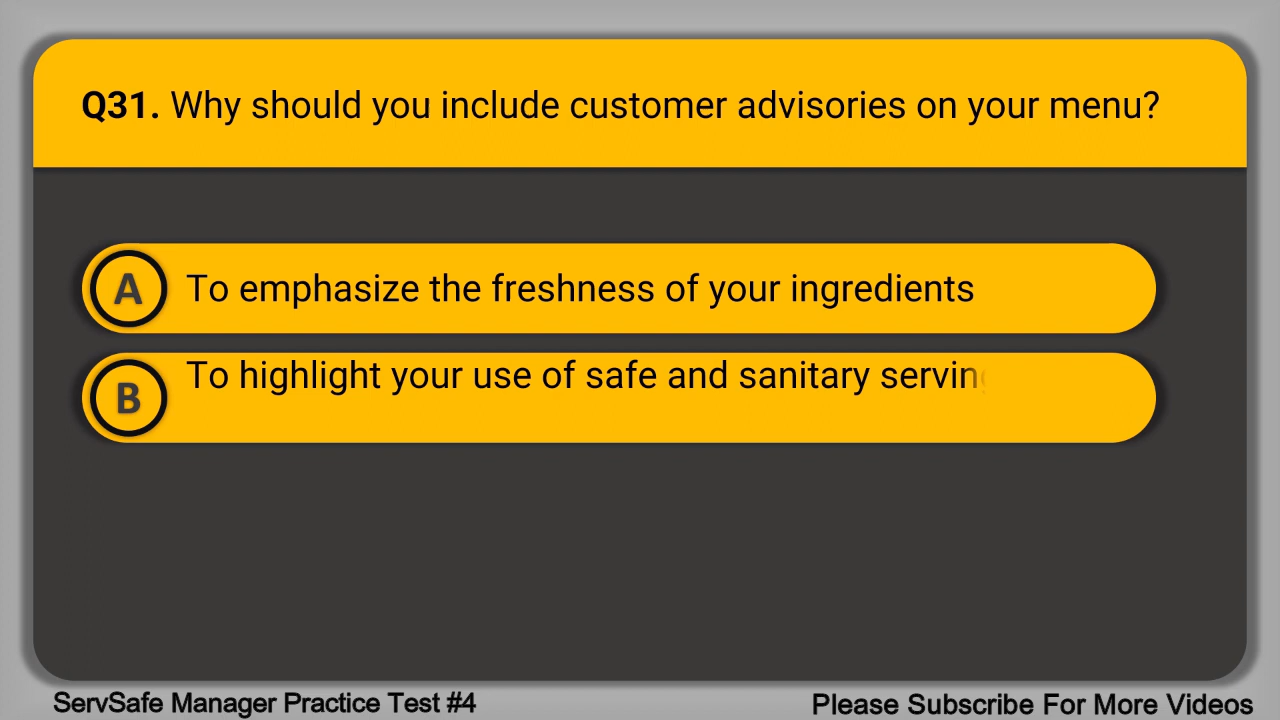 Q31. Why should you include customer advisories on your menu?
A To emphasize the freshness of your ingredients
B To highlight your use of safe and sanitary
ServSafe Manager Practice Test #4
Please Subscribe For More Videos